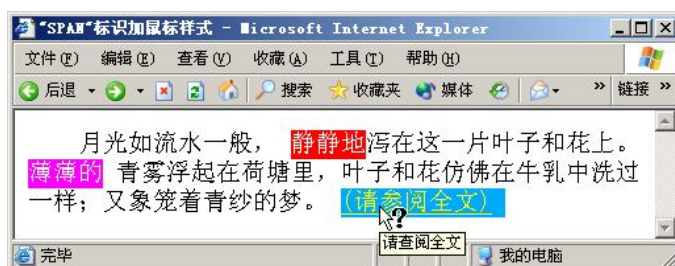 "SPAN"标识加鼠标样式 - Microsoft Internet Explorer
文件(F) 编辑(E) 查看(V) 收藏(A) 工具(T) 帮助(H)
后退 搜索 收藏夹 媒体 » 链接 »
月光如流水一般， 静静地泻在这一片叶子和花上。
薄薄的 青雾浮起在荷塘里，叶子和花仿佛在牛乳中洗过
一样；又象笼着青纱的梦。 (请参阅全文)
请查阅全文
完毕 我的电脑